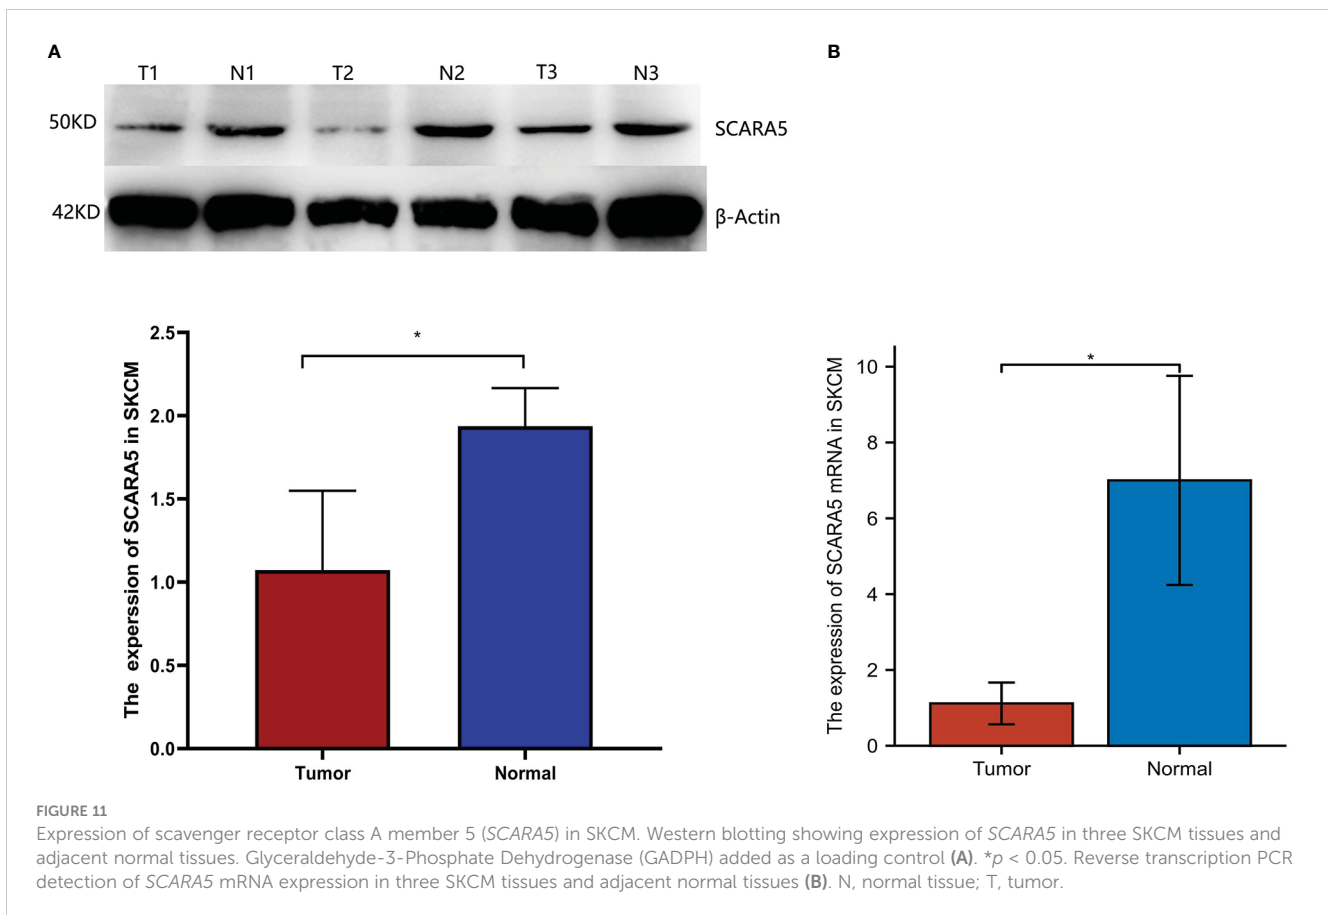 A
B
T1 N1 T2 N2 T3 N3
50KD
SCARA5
42KD
β-Actin
The experssion of SCARA5 in SKCM
2.5
2.0
1.5
1.0
0.5
0.0
*
Tumor Normal
The expression of SCARA5 mRNA in SKCM
10
8
6
4
2
0
*
Tumor Normal
FIGURE 11
Expression of scavenger receptor class A member 5 (SCARA5) in SKCM. Western blotting showing expression of SCARA5 in three SKCM tissues and
adjacent normal tissues. Glyceraldehyde-3-Phosphate Dehydrogenase (GADPH) added as a loading control (A). *p < 0.05. Reverse transcription PCR
detection of SCARA5 mRNA expression in three SKCM tissues and adjacent normal tissues (B). N, normal tissue; T, tumor.